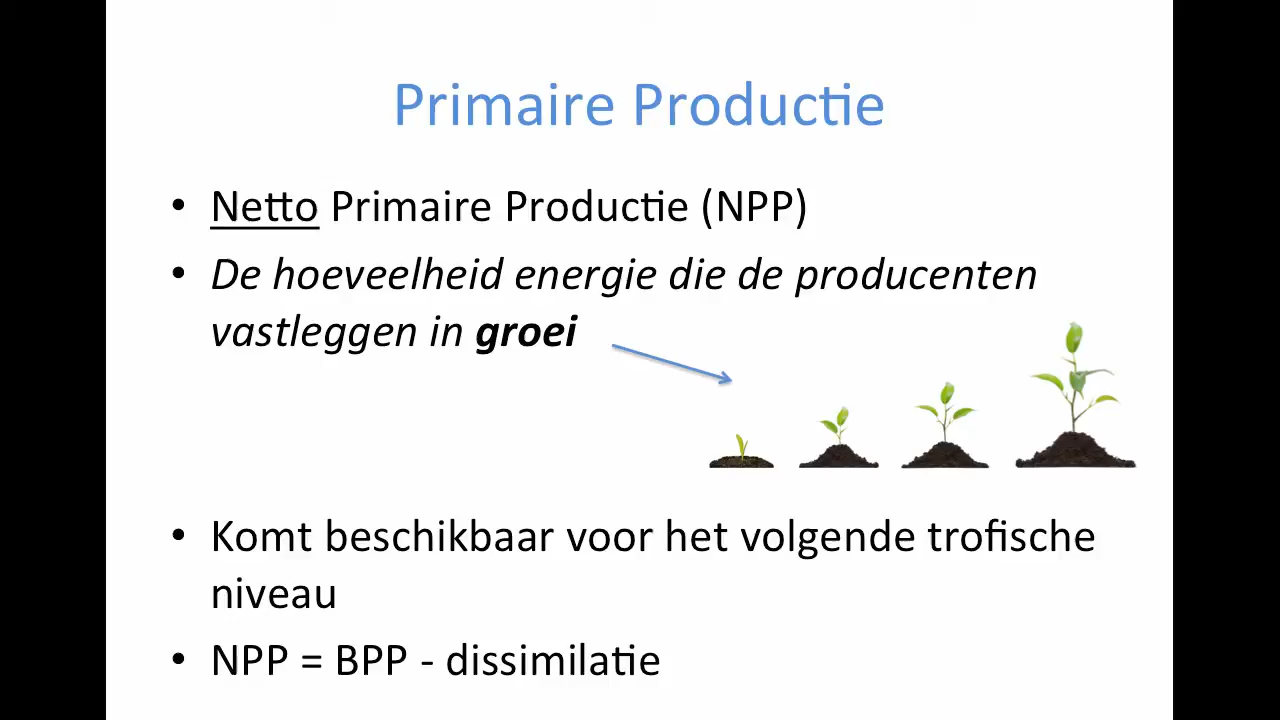 Primaire Productie
• Netto Primaire Productie (NPP)
• De hoeveelheid energie die de producenten
vastleggen in groei
• Komt beschikbaar voor het volgende trofische
niveau
• NPP = BPP - dissimilatie